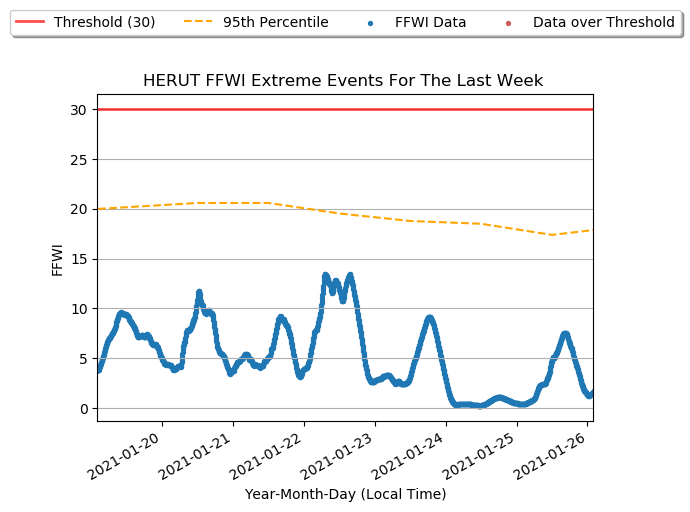 Threshold (30) 95th Percentile FFWI Data Data over Threshold
HERUT FFWI Extreme Events For The Last Week
30
25
20
15
10
5
0
FFWI
2021-01-20 2021-01-21 2021-01-22 2021-01-23 2021-01-24 2021-01-25 2021-01-26
Year-Month-Day (Local Time)